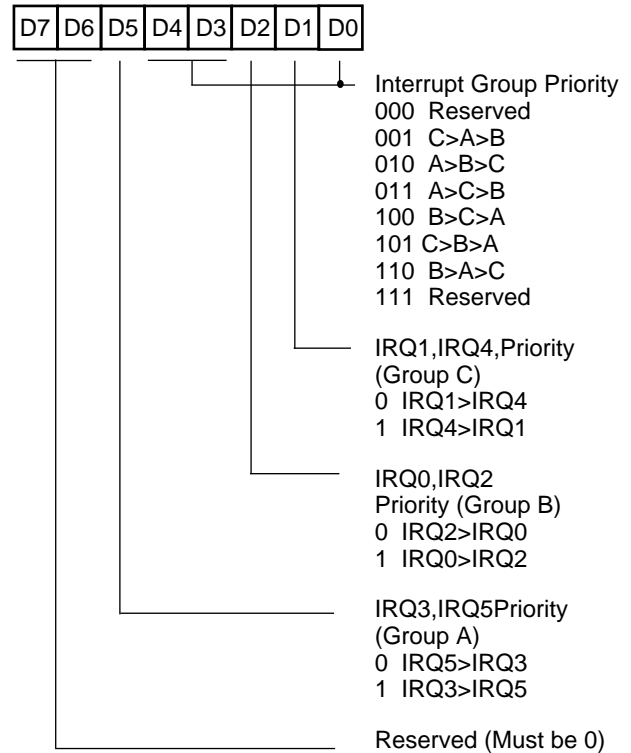 D7 D6 D5 D4 D3 D2 D1 D0
Interrupt Group Priority
000 Reserved
001 C>A>B
010 A>B>C
011 A>C>B
100 B>C>A
101 C>B>A
110 B>A>C
111 Reserved
IRQ1,IRQ4,Priority
(Group C)
0 IRQ1>IRQ4
1 IRQ4>IRQ1
IRQ0,IRQ2
Priority (Group B)
0 IRQ2>IRQ0
1 IRQ0>IRQ2
IRQ3,IRQ5Priority
(Group A)
0 IRQ5>IRQ3
1 IRQ3>IRQ5
Reserved (Must be 0)